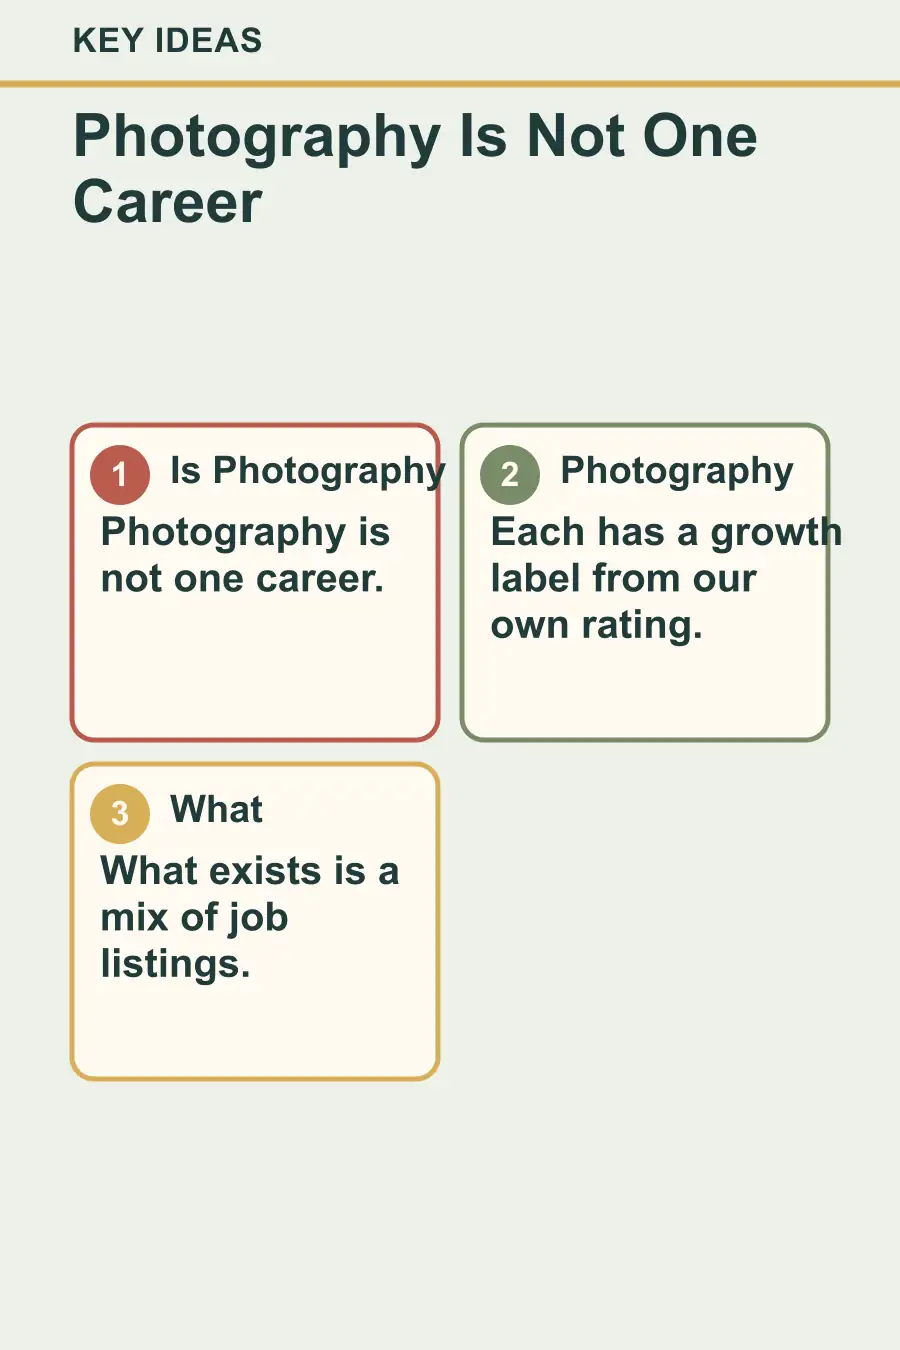 KEY IDEAS
Photography Is Not One
Career
1
Is Photography
Photography is
not one career.
2
Photography
Each has a growth
label from our
own rating.
3
What
What exists is a
mix of job
listings.